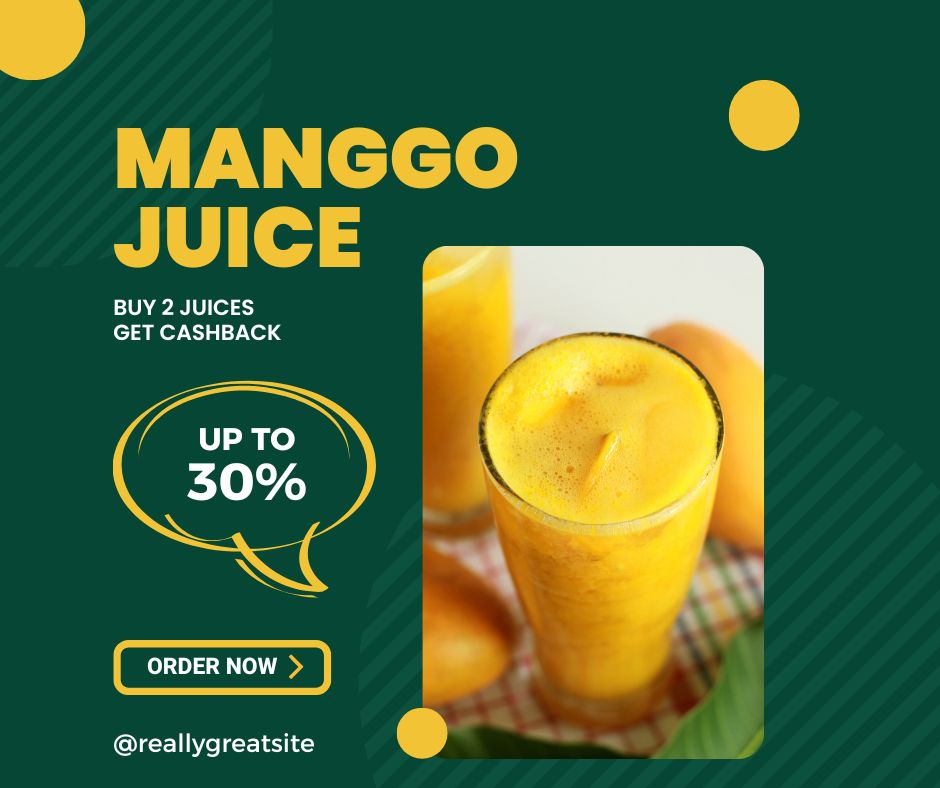 MANGGO
JUICE
BUY 2 JUICES
GET CASHBACK
UP TO
30%
ORDER NOW
@reallygreatsite